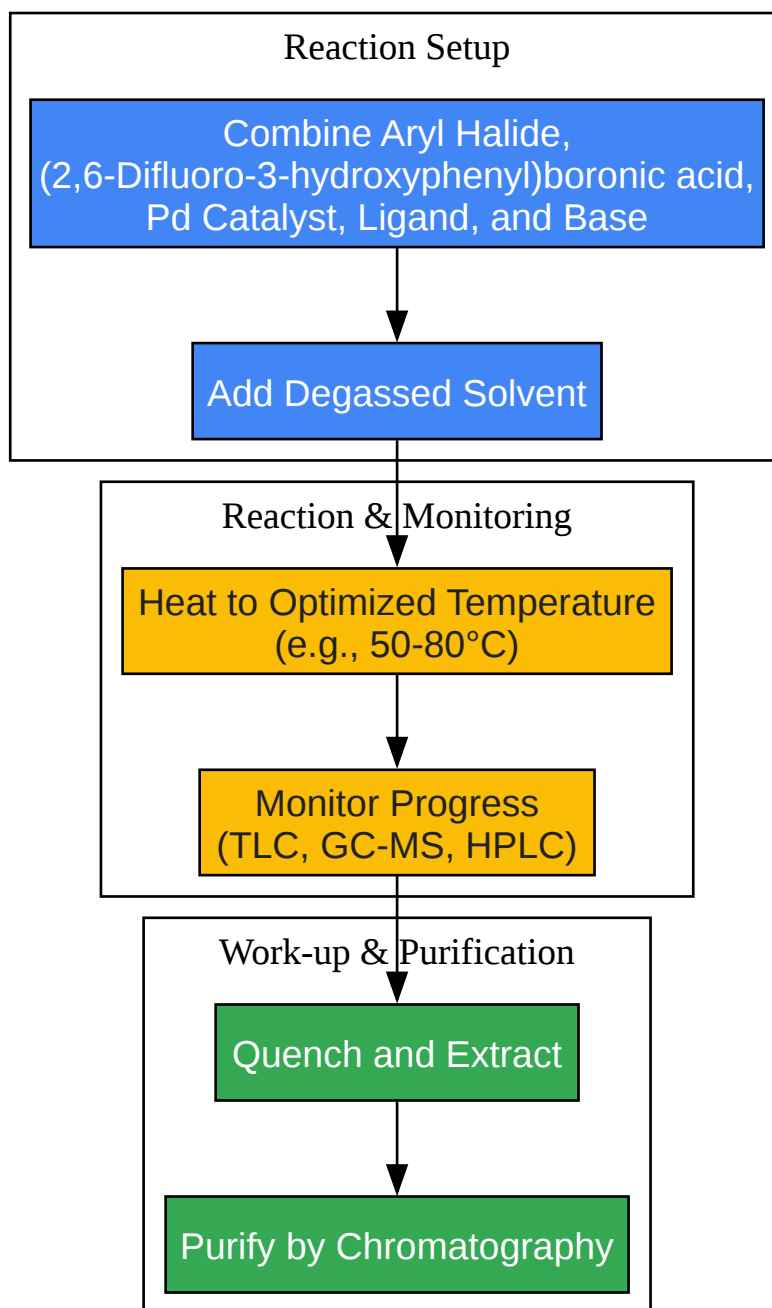 Reaction Setup
Combine Aryl Halide,
(2,6-Difluoro-3-hydroxyphenyl)boronic acid,
Pd Catalyst, Ligand, and Base
Add Degassed Solvent
Reaction & Monitoring
Heat to Optimized Temperature
(e.g., 50-80°C)
Monitor Progress
(TLC, GC-MS, HPLC)
Work-up & Purification
Quench and Extract
Purify by Chromatography